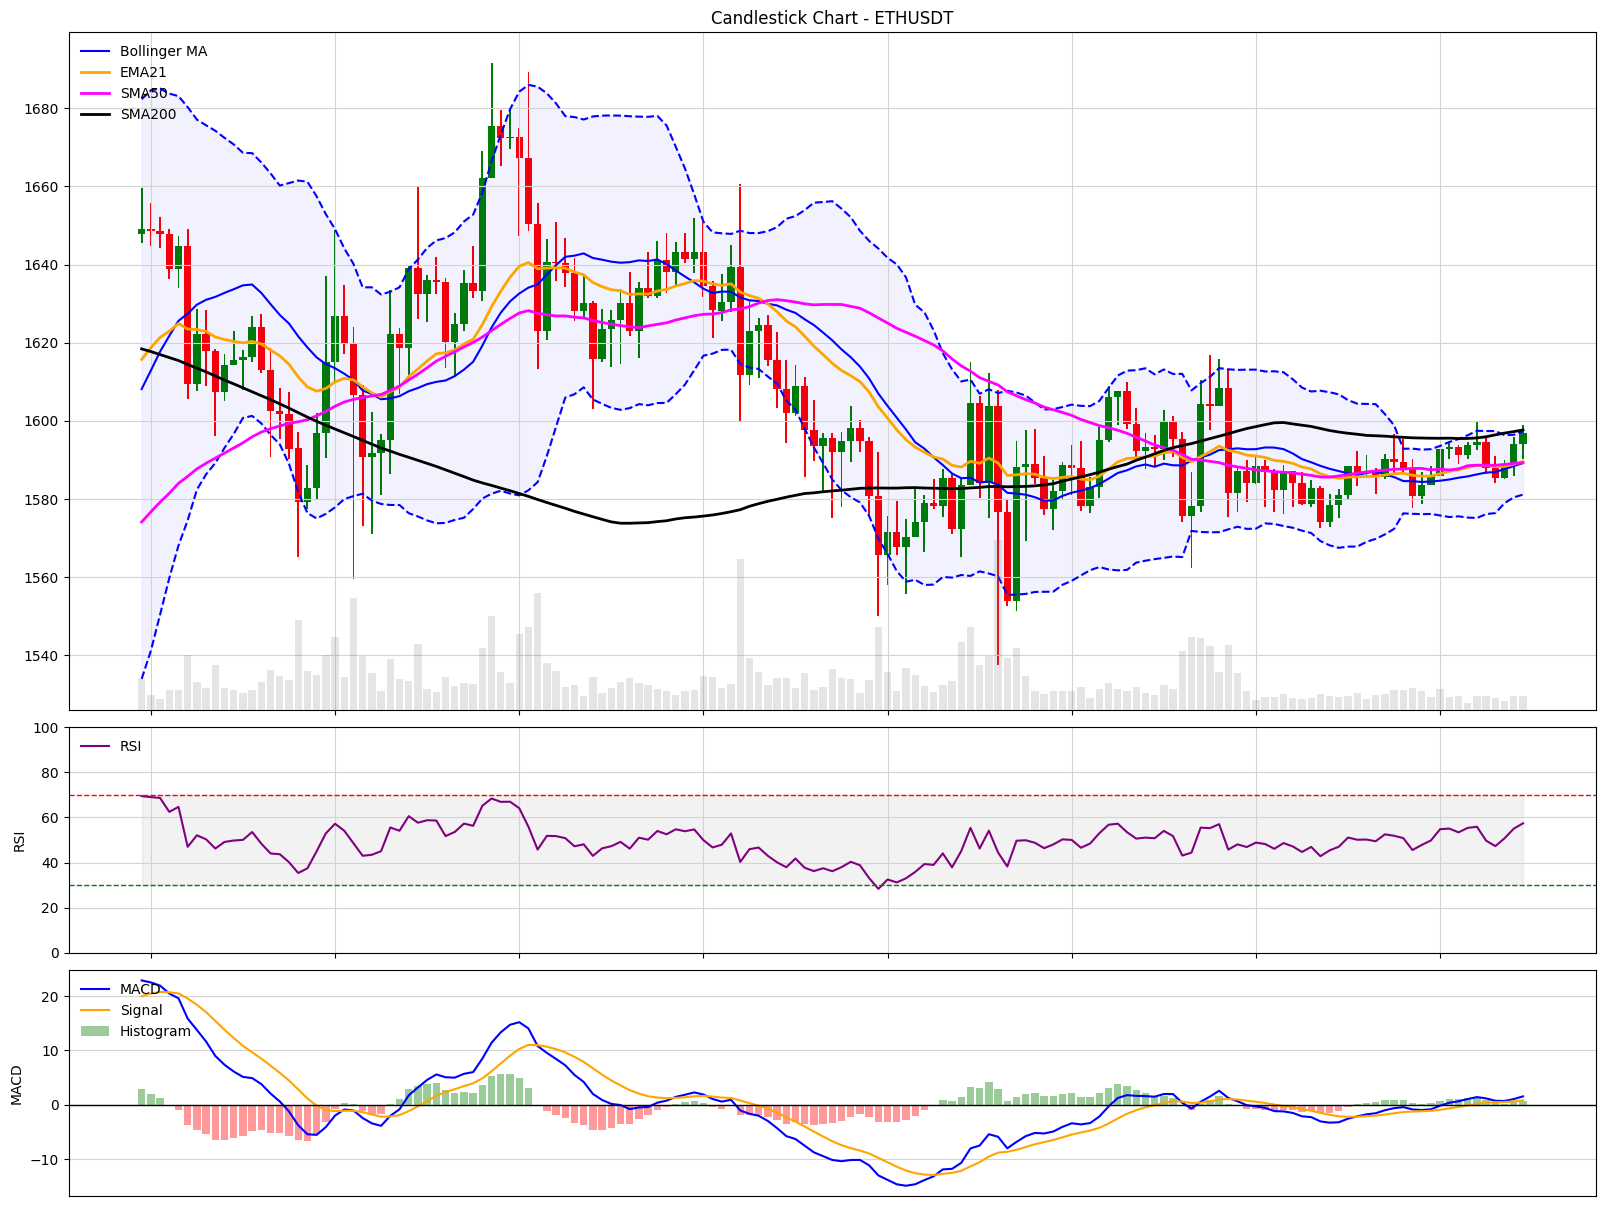 Candlestick Chart - ETHUSDT
Bollinger MA
EMA21
SMA50
SMA200
1680
1660
1640
1620
1600
1580
1560
1540
100
80
60
40
20
0
RSI
RSI
20
10
0
−10
MACD
MACD
Signal
Histogram